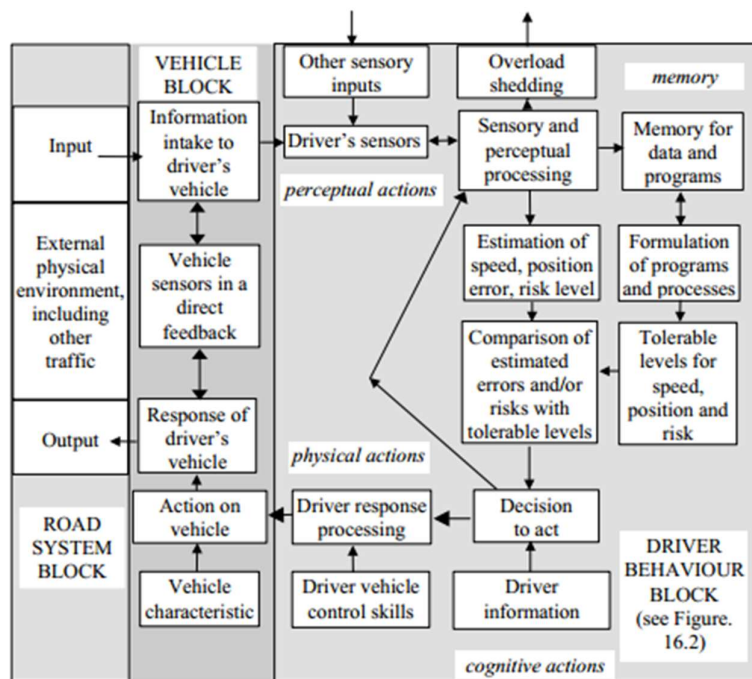 VEHICLE
BLOCK
Other sensory
inputs
Overload
shedding
memory
Input
Information
intake to
driver's
vehicle
Driver's sensors
Sensory and
perceptual
processing
Memory for
data and
programs
perceptual actions
External
physical
environment,
including
other
traffic
Vehicle
sensors in a
direct
feedback
Estimation of
speed, position
error, risk level
Formulation
of programs
and processes
Comparison of
estimated
errors and/or
risks with
tolerable levels
Tolerable
levels for
speed,
position and
risk
Output
Response of
driver's
vehicle
physical actions
ROAD
SYSTEM
BLOCK
Action on
vehicle
Driver response
processing
Decision
to act
DRIVER
BEHAVIOUR
BLOCK
(see Figure.
16.2)
Vehicle
characteristic
Driver vehicle
control skills
Driver
information
cognitive actions